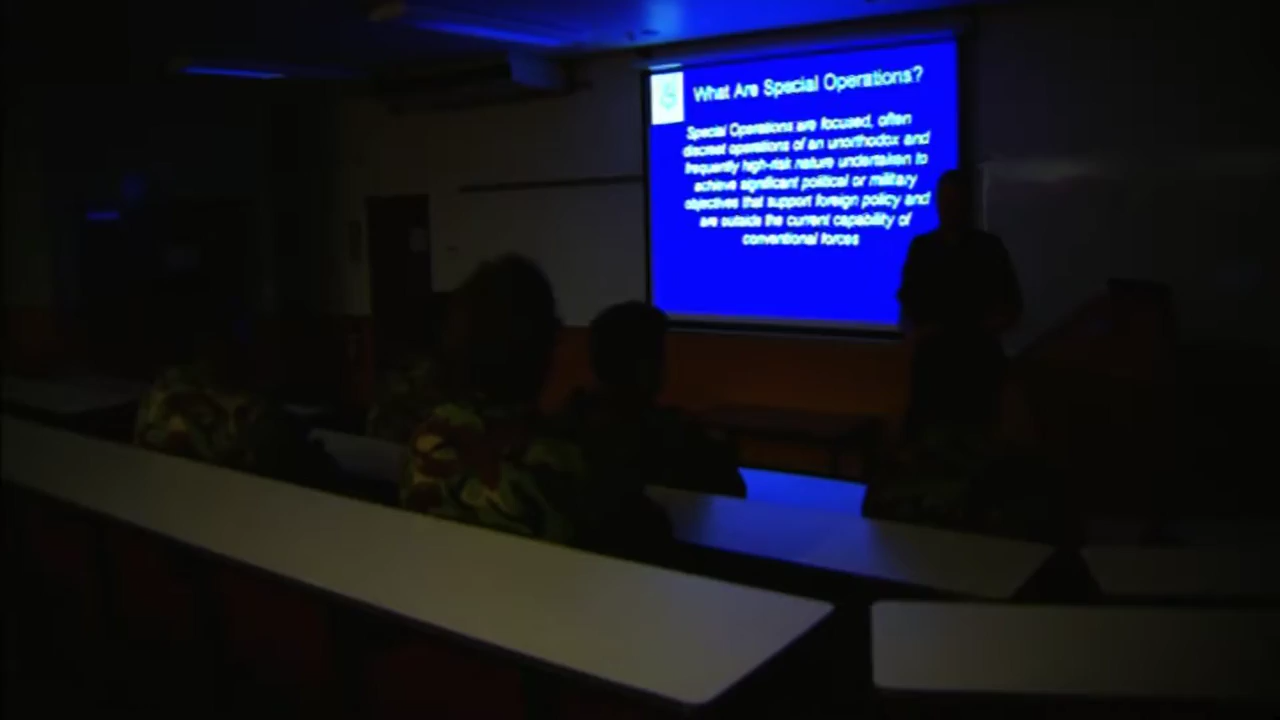 What Are Special Operations?
Special Operations are focused, often
discreet operations of an unorthodox and
frequently high-risk nature undertaken to
achieve significant political or military
objectives that support foreign policy and
are outside the current capability of
conventional forces